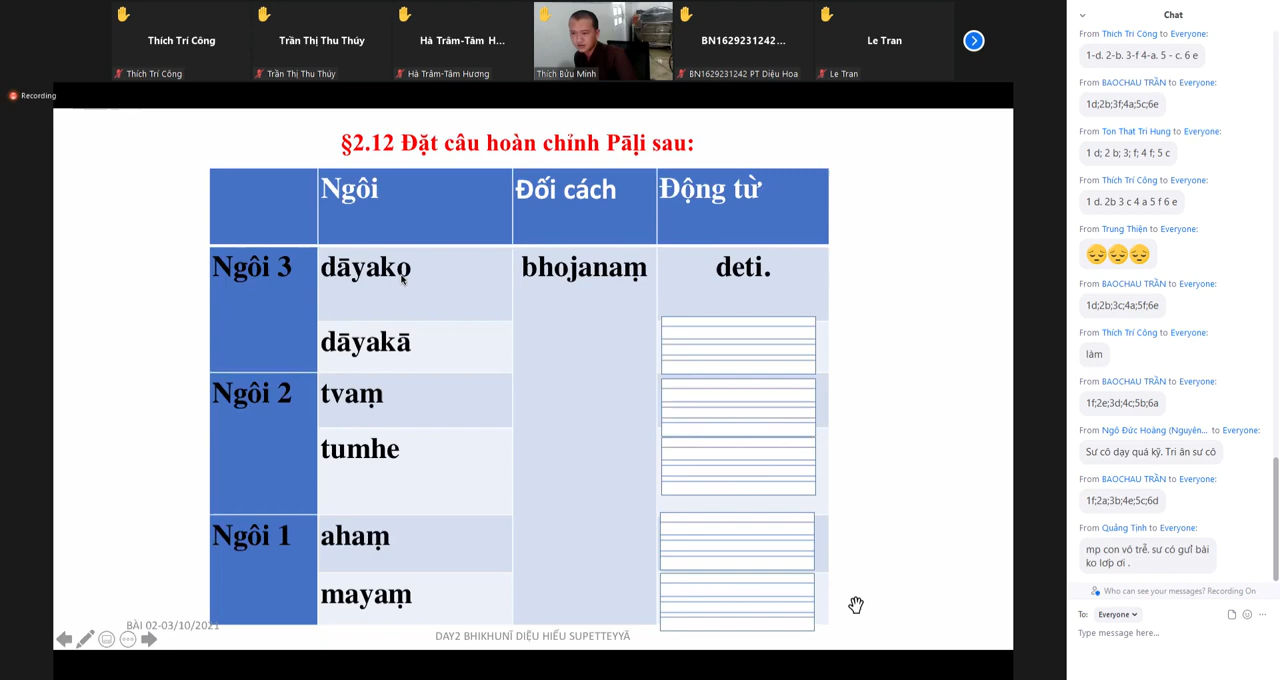 Thích Trí Công
Trần Thị Thu Thúy
Hà Trâm-Tâm H...
BN1629231242...
Le Tran
Thích Trí Công
Trần Thị Thu Thúy
Hà Trâm-Tâm Hương
Thích Bửu Minh
BN1629231242 PT Diệu Hoa
Le Tran
Recording
§2.12 Đặt câu hoàn chỉnh Pāḷi sau:
Ngôi Đối cách Động từ
Ngôi 3 dāyako bhojanaṃ deti.
dāyakā
Ngôi 2 tvaṃ
tumhe
Ngôi 1 ahaṃ
mayaṃ
BÀI 02-03/10/2021
DAY2 BHIKHUNĪ DIỆU HIẾU SUPETTEYYĀ
Chat
From Thích Trí Công to Everyone:
1-d. 2-b. 3-f 4-a. 5 - c. 6 e
From BAOCHAU TRẦN to Everyone:
1d;2b;3f;4a;5c;6e
From Ton That Tri Hung to Everyone:
1 d; 2 b; 3; f; 4 f; 5 c
From Thích Trí Công to Everyone:
1 d. 2b 3 c 4 a 5 f 6 e
From Trung Thiện to Everyone:
From BAOCHAU TRẦN to Everyone:
1d;2b;3c;4a;5f;6e
From Thích Trí Công to Everyone:
làm
From BAOCHAU TRẦN to Everyone:
1f;2e;3d;4c;5b;6a
From Ngô Đức Hoàng (Nguyên... to Everyone:
Sư cô dạy quá kỹ. Tri ân sư cô
From BAOCHAU TRẦN to Everyone:
1f;2a;3b;4e;5c;6d
From Quảng Tịnh to Everyone:
mp con vô trễ. sư có gưỉ bài
ko lớp ơi .
Who can see your messages? Recording On
To: Everyone
Type message here...